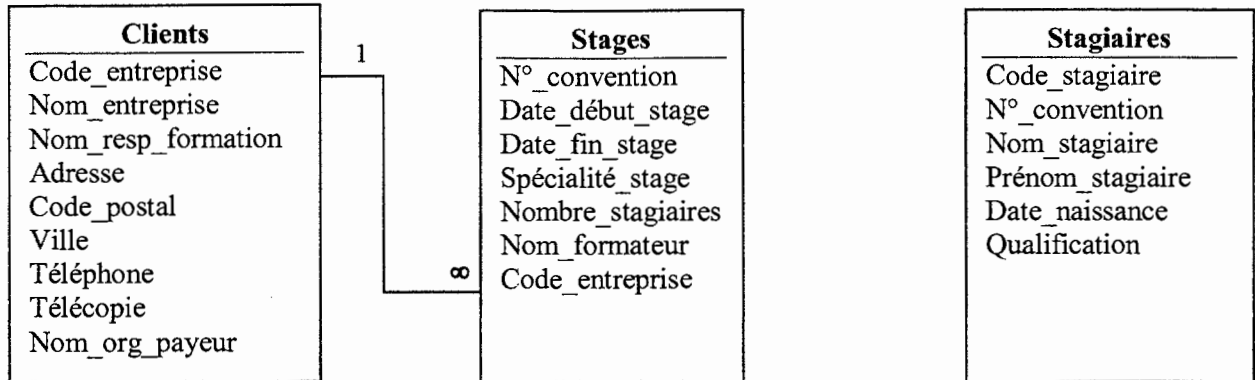 Clients
Code_entreprise
Nom_entreprise
Nom_resp_formation
Adresse
Code_postal
Ville
Téléphone
Télécopie
Nom_org_payeur
1
∞
Stages
N°_convention
Date_début_stage
Date_fin_stage
Spécialité_stage
Nombre_stagiaires
Nom_formateur
Code_entreprise
Stagiaires
Code_stagiaire
N°_convention
Nom_stagiaire
Prénom_stagiaire
Date_naissance
Qualification